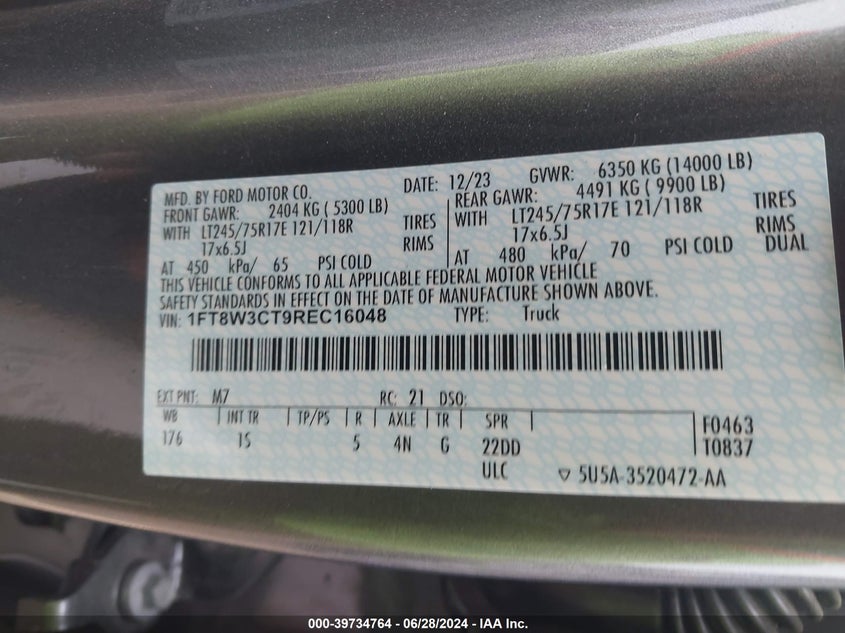 MFD. BY FORD MOTOR CO. DATE: 12/23 GVWR: 6350 KG (14000 LB)
FRONT GAWR: 2404 KG ( 5300 LB) REAR GAWR: 4491 KG ( 9900 LB)
WITH LT245/75R17E 121/118R TIRES WITH LT245/75R17E 121/118R TIRES
17x6.5J RIMS 17x6.5J RIMS
AT 450 kPa/ 65 PSI COLD AT 480 kPa/ 70 PSI COLD DUAL
THIS VEHICLE CONFORMS TO ALL APPLICABLE FEDERAL MOTOR VEHICLE
SAFETY STANDARDS IN EFFECT ON THE DATE OF MANUFACTURE SHOWN ABOVE.
VIN: 1FT8W3CT9REC16048 TYPE: Truck
EXT PNT: M7 RC: 21 DSO:
WB INT TR TP/PS R AXLE TR SPR F0463
176 1S 5 4N G 22DD T0837
ULC ▽ 5U5A-3520472-AA
000-39734764 - 06/28/2024 - IAA Inc.